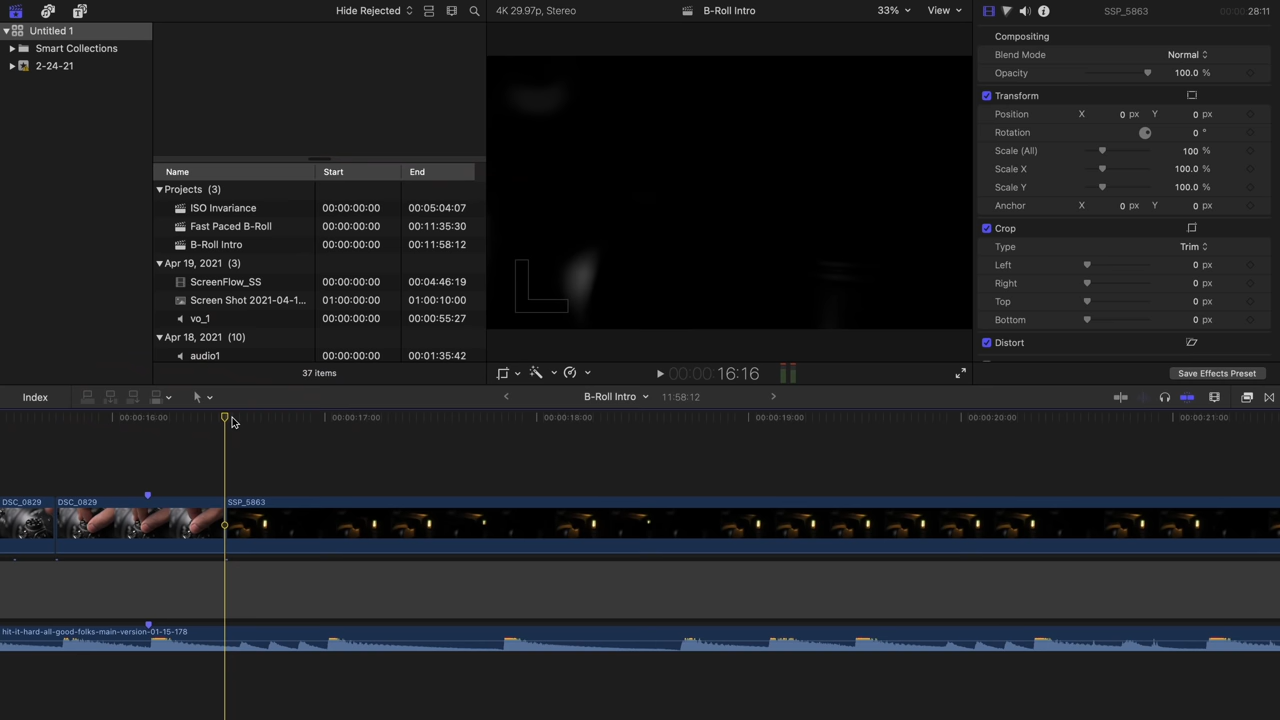 Hide Rejected
4K 29.97p, Stereo
B-Roll Intro
33%
View
SSP_5863
00:00:28:11
Untitled 1
Smart Collections
2-24-21
Name Start End
Projects (3)
ISO Invariance 00:00:00:00 00:05:04:07
Fast Paced B-Roll 00:00:00:00 00:11:35:30
B-Roll Intro 00:00:00:00 00:11:58:12
Apr 19, 2021 (3)
ScreenFlow_SS 00:00:00:00 00:04:46:19
Screen Shot 2021-04-1... 01:00:00:00 01:00:10:00
vo_1 00:00:00:00 00:00:55:27
Apr 18, 2021 (10)
audio1 00:00:00:00 00:01:35:42
37 items
00:00:16:16
Compositing
Blend Mode Normal
Opacity 100.0 %
Transform
Position X 0 px Y 0 px
Rotation 0 °
Scale (All) 100 %
Scale X 100.0 %
Scale Y 100.0 %
Anchor X 0 px Y 0 px
Crop
Type Trim
Left 0 px
Right 0 px
Top 0 px
Bottom 0 px
Distort
Save Effects Preset
Index
B-Roll Intro
11:58:12
00:00:16:00 00:00:17:00 00:00:18:00 00:00:19:00 00:00:20:00 00:00:21:00
DSC_0829 DSC_0829 SSP_5863
hit-it-hard-all-good-folks-main-version-01-15-178